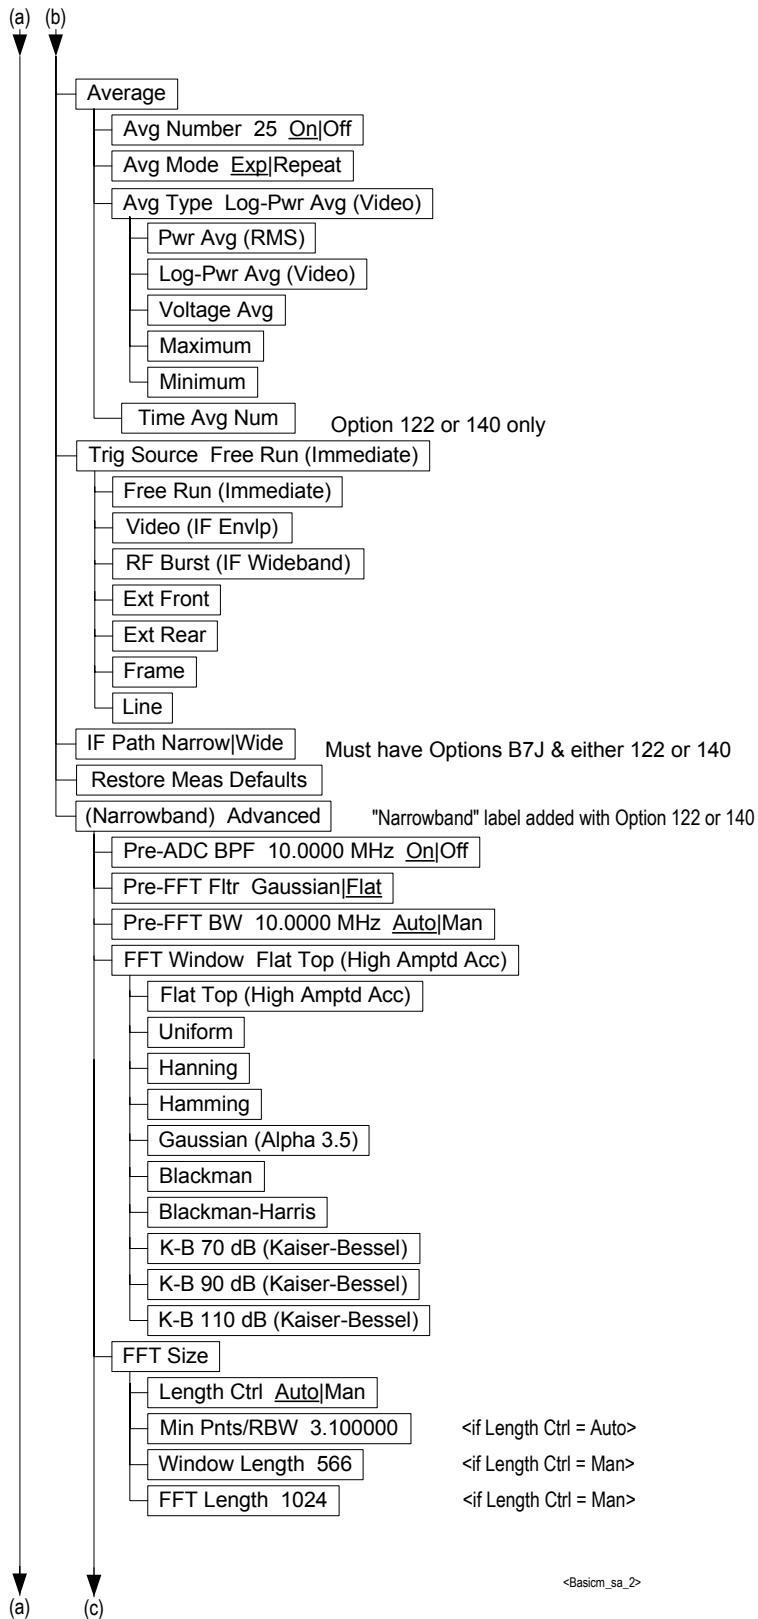 (a) (b)
Average
Avg Number 25 On|Off
Avg Mode Exp|Repeat
Avg Type Log-Pwr Avg (Video)
Pwr Avg (RMS)
Log-Pwr Avg (Video)
Voltage Avg
Maximum
Minimum
Time Avg Num Option 122 or 140 only
Trig Source Free Run (Immediate)
Free Run (Immediate)
Video (IF Envlp)
RF Burst (IF Wideband)
Ext Front
Ext Rear
Frame
Line
IF Path Narrow|Wide Must have Options B7J & either 122 or 140
Restore Meas Defaults
(Narrowband) Advanced "Narrowband" label added with Option 122 or 140
Pre-ADC BPF 10.0000 MHz On|Off
Pre-FFT Fltr Gaussian|Flat
Pre-FFT BW 10.0000 MHz Auto|Man
FFT Window Flat Top (High Amptd Acc)
Flat Top (High Amptd Acc)
Uniform
Hanning
Hamming
Gaussian (Alpha 3.5)
Blackman
Blackman-Harris
K-B 70 dB (Kaiser-Bessel)
K-B 90 dB (Kaiser-Bessel)
K-B 110 dB (Kaiser-Bessel)
FFT Size
Length Ctrl Auto|Man
Min Pnts/RBW 3.100000 <if Length Ctrl = Auto>
Window Length 566 <if Length Ctrl = Man>
FFT Length 1024 <if Length Ctrl = Man>
<Basicm_sa_2>
(a) (c)